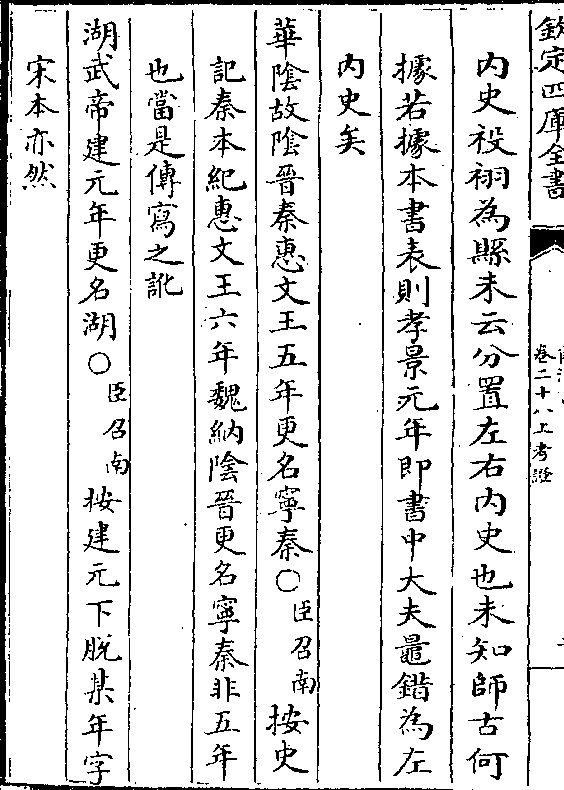 欽定四庫全書
卷二十八上考證
内史祋祤為縣未云分置左右内史也未知師古何
據若據本書表則孝景元年即書中大夫鼂錯為左
内史矣
華陰故陰晉秦惠文王五年更名寧秦○臣召南按史
記秦本紀惠文王六年魏納陰晉更名寧秦非五年
也當是傳寫之訛
湖武帝建元年更名湖○臣召南按建元下脱某年字
宋本亦然